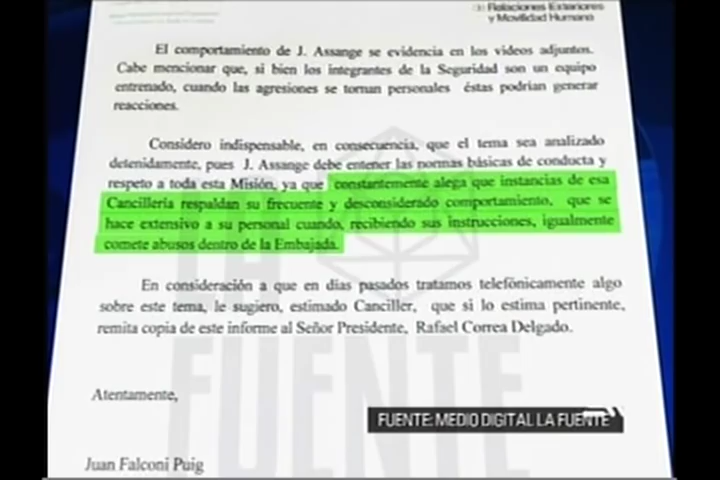 Relaciones Exteriores
y Movilidad Humana
El comportamiento de J. Assange se evidencia en los videos adjuntos.
Cabe mencionar que, si bien los integrantes de la Seguridad son un equipo
entrenado, cuando las agresiones se tornan personales éstas podrían generar
reacciones.
Considero indispensable, en consecuencia, que el tema sea analizado
detenidamente, pues J. Assange debe entener las normas básicas de conducta y
respeto a toda esta Misión, ya que constantemente alega que instancias de esa
Cancillería respaldan su frecuente y desconsiderado comportamiento, que se
hace extensivo a su personal cuando, recibiendo sus instrucciones, igualmente
comete abusos dentro de la Embajada.
En consideración a que en días pasados tratamos telefónicamente algo
sobre este tema, le sugiero, estimado Canciller, que si lo estima pertinente,
remita copia de este informe al Señor Presidente, Rafael Correa Delgado.
Atentamente,
FUENTE: MEDIO DIGITAL LA FUENTE
Juan Falconi Puig
LA
FUENTE